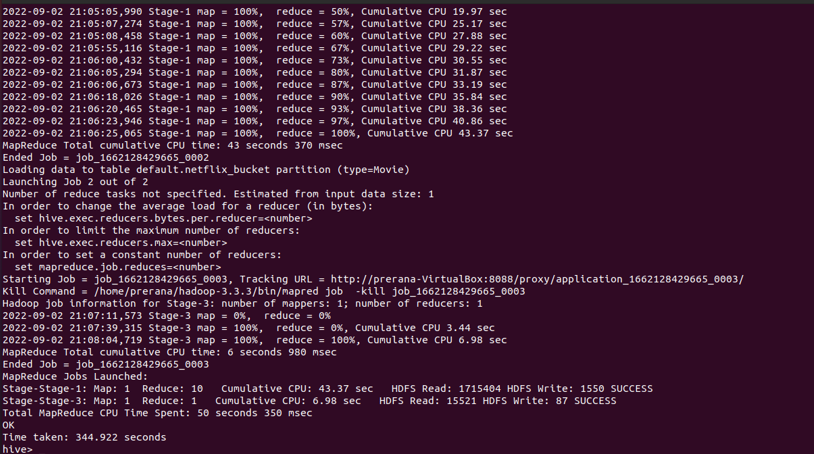 2022-09-02 21:05:05,990 Stage-1 map = 100%,  reduce = 50%, Cumulative CPU 19.97 sec
2022-09-02 21:05:07,274 Stage-1 map = 100%,  reduce = 57%, Cumulative CPU 25.17 sec
2022-09-02 21:05:08,458 Stage-1 map = 100%,  reduce = 60%, Cumulative CPU 27.88 sec
2022-09-02 21:05:55,116 Stage-1 map = 100%,  reduce = 67%, Cumulative CPU 29.22 sec
2022-09-02 21:06:00,432 Stage-1 map = 100%,  reduce = 73%, Cumulative CPU 30.55 sec
2022-09-02 21:06:05,294 Stage-1 map = 100%,  reduce = 80%, Cumulative CPU 31.87 sec
2022-09-02 21:06:06,673 Stage-1 map = 100%,  reduce = 87%, Cumulative CPU 33.19 sec
2022-09-02 21:06:18,026 Stage-1 map = 100%,  reduce = 90%, Cumulative CPU 35.84 sec
2022-09-02 21:06:20,465 Stage-1 map = 100%,  reduce = 93%, Cumulative CPU 38.36 sec
2022-09-02 21:06:23,946 Stage-1 map = 100%,  reduce = 97%, Cumulative CPU 40.86 sec
2022-09-02 21:06:25,065 Stage-1 map = 100%,  reduce = 100%, Cumulative CPU 43.37 sec
MapReduce Total cumulative CPU time: 43 seconds 370 msec
Ended Job = job_1662128429665_0002
Loading data to table default.netflix_bucket partition (type=Movie)
Launching Job 2 out of 2
Number of reduce tasks not specified. Estimated from input data size: 1
In order to change the average load for a reducer (in bytes):
  set hive.exec.reducers.bytes.per.reducer=<number>
In order to limit the maximum number of reducers:
  set hive.exec.reducers.max=<number>
In order to set a constant number of reducers:
  set mapreduce.job.reduces=<number>
Starting Job = job_1662128429665_0003, Tracking URL = http://prerana-VirtualBox:8088/proxy/application_1662128429665_0003/
Kill Command = /home/prerana/hadoop-3.3.3/bin/mapred job  -kill job_1662128429665_0003
Hadoop job information for Stage-3: number of mappers: 1; number of reducers: 1
2022-09-02 21:07:11,573 Stage-3 map = 0%,  reduce = 0%
2022-09-02 21:07:39,315 Stage-3 map = 100%,  reduce = 0%, Cumulative CPU 3.44 sec
2022-09-02 21:08:04,719 Stage-3 map = 100%,  reduce = 100%, Cumulative CPU 6.98 sec
MapReduce Total cumulative CPU time: 6 seconds 980 msec
Ended Job = job_1662128429665_0003
MapReduce Jobs Launched:
Stage-Stage-1: Map: 1  Reduce: 10   Cumulative CPU: 43.37 sec   HDFS Read: 1715404 HDFS Write: 1550 SUCCESS
Stage-Stage-3: Map: 1  Reduce: 1   Cumulative CPU: 6.98 sec   HDFS Read: 15521 HDFS Write: 87 SUCCESS
Total MapReduce CPU Time Spent: 50 seconds 350 msec
OK
Time taken: 344.922 seconds
hive>